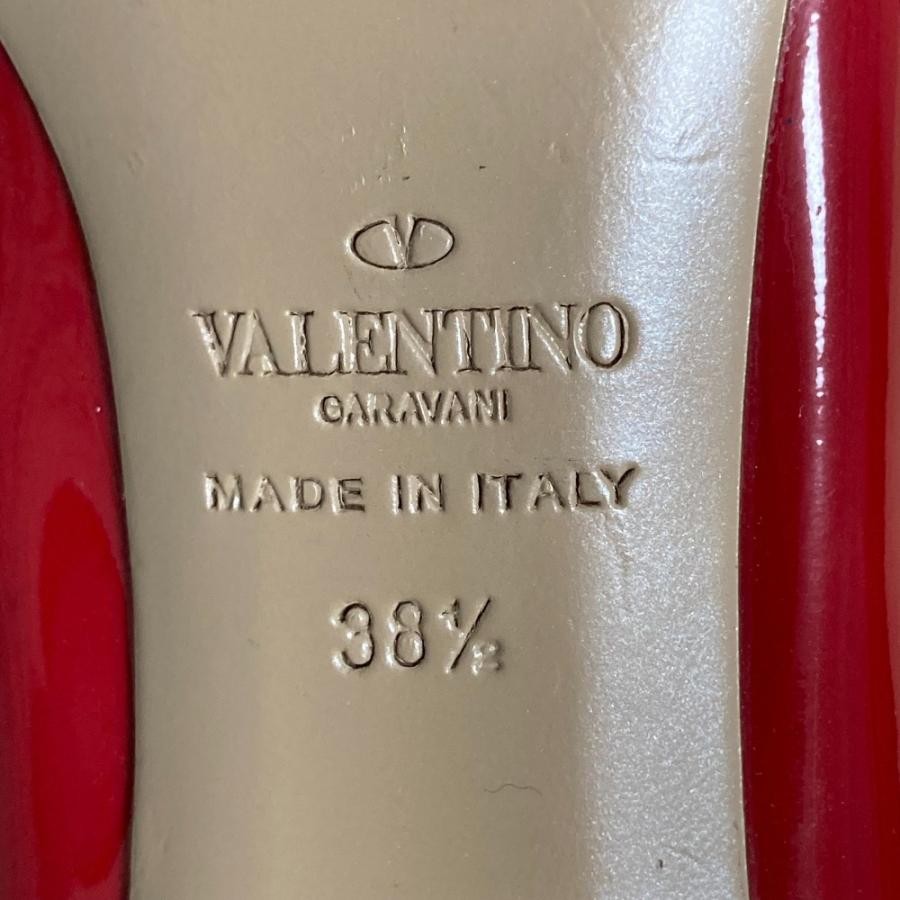 VALENTINO
GARAVANI
MADE IN ITALY
38½